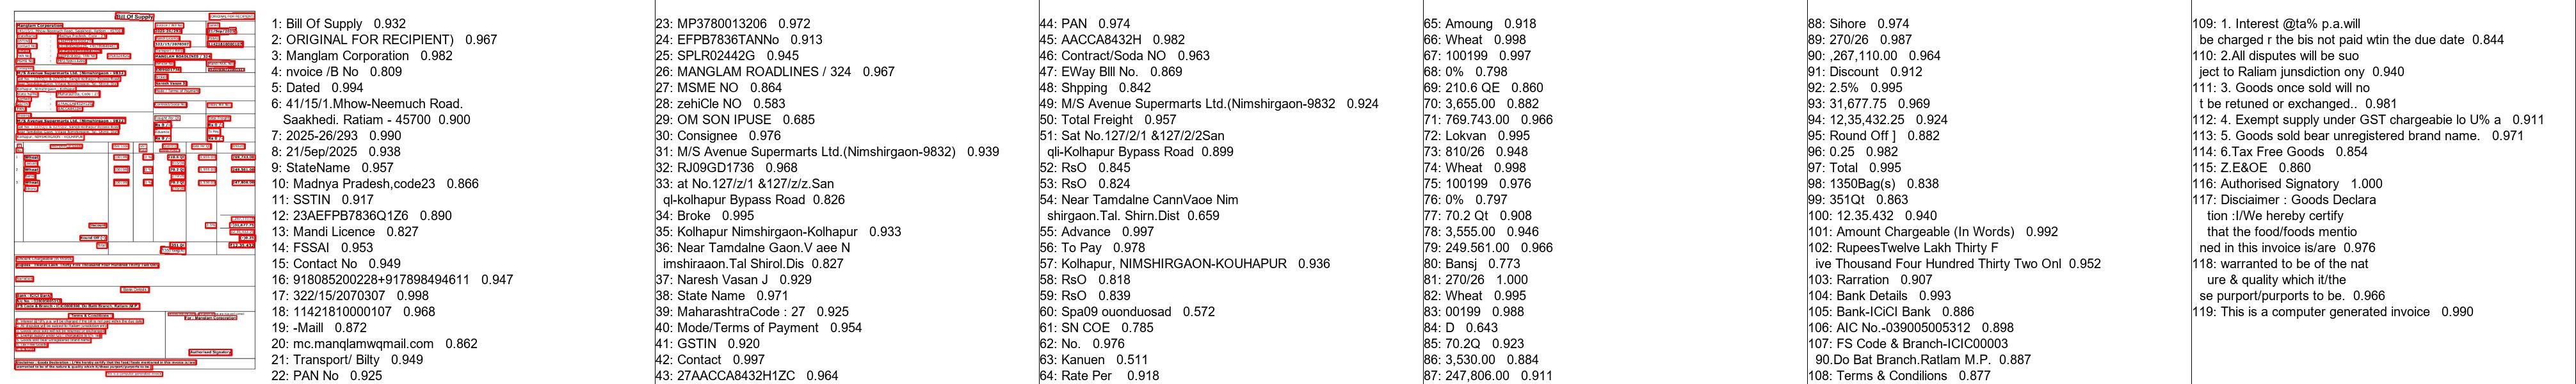 1: Bill Of Supply 0.932
2: ORIGINAL FOR RECIPIENT) 0.967
3: Manglam Corporation 0.982
4: nvoice /B No 0.809
5: Dated 0.994
6: 41/15/1.Mhow-Neemuch Road.
Saakhedi. Ratiam - 45700 0.900
7: 2025-26/293 0.990
8: 21/5ep/2025 0.938
9: StateName 0.957
10: Madnya Pradesh,code23 0.866
11: SSTIN 0.917
12: 23AEFPB7836Q1Z6 0.890
13: Mandi Licence 0.827
14: FSSAI 0.953
15: Contact No 0.949
16: 918085200228+917898494611 0.947
17: 322/15/2070307 0.998
18: 11421810000107 0.968
19: -Maill 0.872
20: mc.manqlamwqmail.com 0.862
21: Transport/ Bilty 0.949
22: PAN No 0.925
23: MP3780013206 0.972
24: EFPB7836TANNo 0.913
25: SPLR02442G 0.945
26: MANGLAM ROADLINES / 324 0.967
27: MSME NO 0.864
28: zehiCle NO 0.583
29: OM SON IPUSE 0.685
30: Consignee 0.976
31: M/S Avenue Supermarts Ltd.(Nimshirgaon-9832) 0.939
32: RJ09GD1736 0.968
33: at No.127/z/1 &127/z/z.San
ql-kolhapur Bypass Road 0.826
34: Broke 0.995
35: Kolhapur Nimshirgaon-Kolhapur 0.933
36: Near Tamdalne Gaon.V aee N
imshiraaon.Tal Shirol.Dis 0.827
37: Naresh Vasan J 0.929
38: State Name 0.971
39: MaharashtraCode : 27 0.925
40: Mode/Terms of Payment 0.954
41: GSTIN 0.920
42: Contact 0.997
43: 27AACCA8432H1ZC 0.964
44: PAN 0.974
45: AACCA8432H 0.982
46: Contract/Soda NO 0.963
47: EWay Blll No. 0.869
48: Shpping 0.842
49: M/S Avenue Supermarts Ltd.(Nimshirgaon-9832 0.924
50: Total Freight 0.957
51: Sat No.127/2/1 &127/2/2San
qli-Kolhapur Bypass Road 0.899
52: RsO 0.845
53: RsO 0.824
54: Near Tamdalne CannVaoe Nim
shirgaon.Tal. Shirn.Dist 0.659
55: Advance 0.997
56: To Pay 0.978
57: Kolhapur, NIMSHIRGAON-KOUHAPUR 0.936
58: RsO 0.818
59: RsO 0.839
60: Spa09 ouonduosad 0.572
61: SN COE 0.785
62: No. 0.976
63: Kanuen 0.511
64: Rate Per 0.918
65: Amoung 0.918
66: Wheat 0.998
67: 100199 0.997
68: 0% 0.798
69: 210.6 QE 0.860
70: 3,655.00 0.882
71: 769.743.00 0.966
72: Lokvan 0.995
73: 810/26 0.948
74: Wheat 0.998
75: 100199 0.976
76: 0% 0.797
77: 70.2 Qt 0.908
78: 3,555.00 0.946
79: 249.561.00 0.966
80: Bansj 0.773
81: 270/26 1.000
82: Wheat 0.995
83: 00199 0.988
84: D 0.643
85: 70.2Q 0.923
86: 3,530.00 0.884
87: 247,806.00 0.911
88: Sihore 0.974
89: 270/26 0.987
90: ,267,110.00 0.964
91: Discount 0.912
92: 2.5% 0.995
93: 31,677.75 0.969
94: 12,35,432.25 0.924
95: Round Off ] 0.882
96: 0.25 0.982
97: Total 0.995
98: 1350Bag(s) 0.838
99: 351Qt 0.863
100: 12.35.432 0.940
101: Amount Chargeable (In Words) 0.992
102: RupeesTwelve Lakh Thirty F
ive Thousand Four Hundred Thirty Two Onl 0.952
103: Rarration 0.907
104: Bank Details 0.993
105: Bank-ICiCI Bank 0.886
106: AIC No.-039005005312 0.898
107: FS Code & Branch-ICIC00003
90.Do Bat Branch.Ratlam M.P. 0.887
108: Terms & Condilions 0.877
109: 1. Interest @ta% p.a.will
be charged r the bis not paid wtin the due date 0.844
110: 2.All disputes will be suo
ject to Raliam junsdiction ony 0.940
111: 3. Goods once sold will no
t be retuned or exchanged.. 0.981
112: 4. Exempt supply under GST chargeabie lo U% a 0.911
113: 5. Goods sold bear unregistered brand name. 0.971
114: 6.Tax Free Goods 0.854
115: Z.E&OE 0.860
116: Authorised Signatory 1.000
117: Disciaimer : Goods Declara
tion :I/We hereby certify
that the food/foods mentio
ned in this invoice is/are 0.976
118: warranted to be of the nat
ure & quality which it/the
se purport/purports to be. 0.966
119: This is a computer generated invoice 0.990